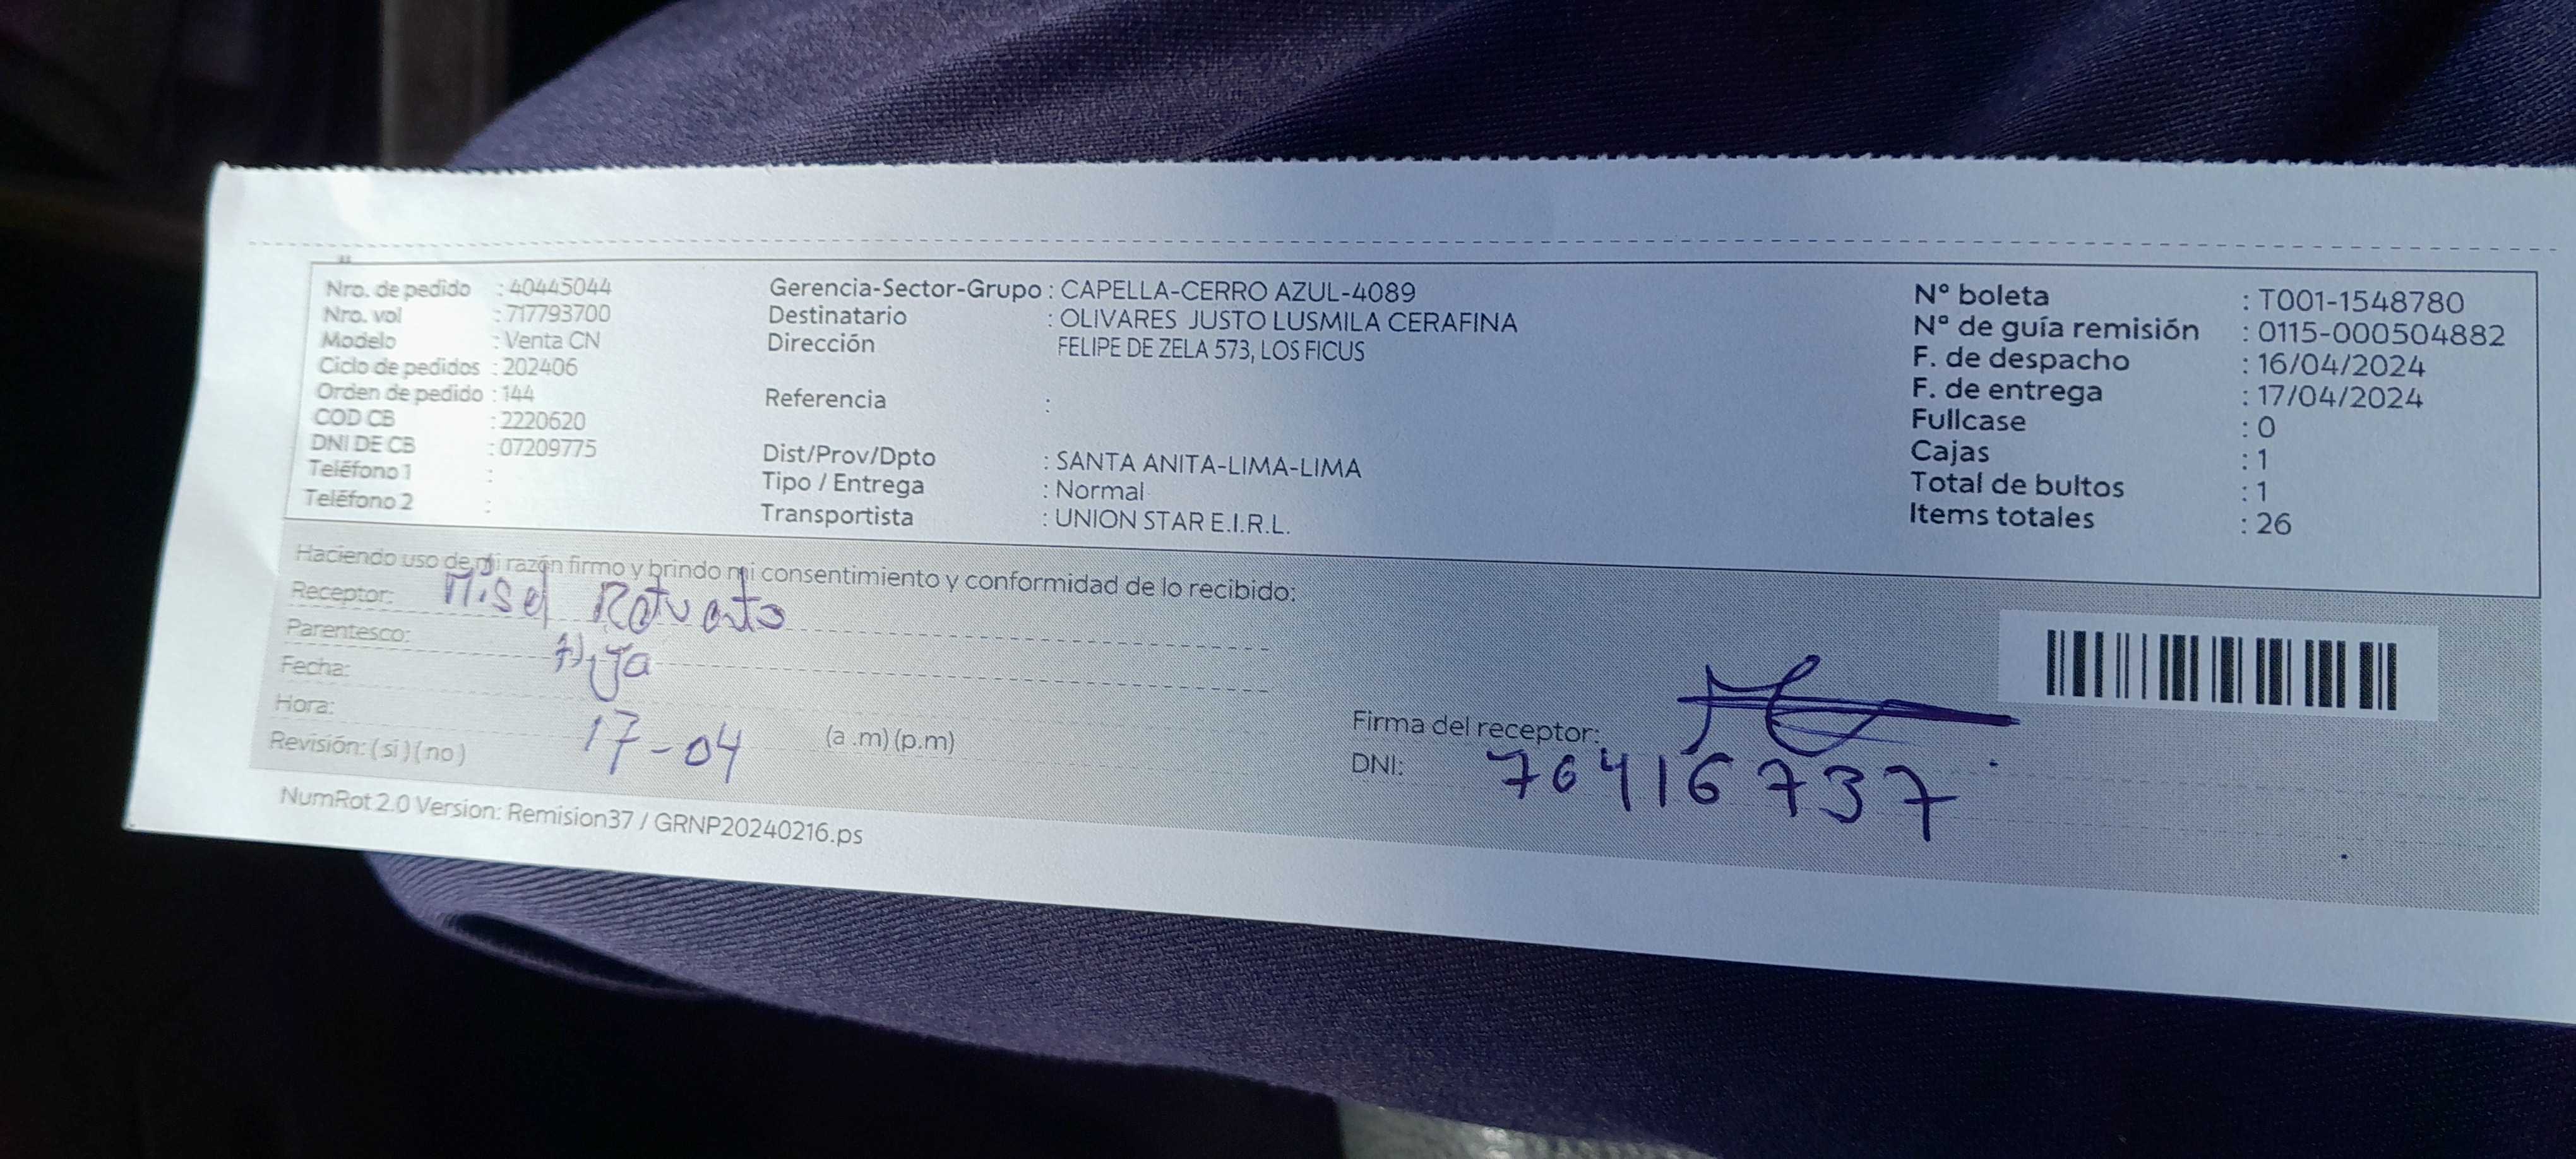 Nro. de pedido : 40445044
Nro. vol : 717793700
Modelo : Venta CN
Ciclo de pedidos : 202406
Orden de pedido : 144
COD CB : 2220620
DNI DE CB : 07209775
Teléfono 1 :
Teléfono 2 :
Gerencia-Sector-Grupo : CAPELLA-CERRO AZUL-4089
Destinatario : OLIVARES JUSTO LUSMILA CERAFINA
Dirección FELIPE DE ZELA 573, LOS FICUS
Referencia :
Dist/Prov/Dpto : SANTA ANITA-LIMA-LIMA
Tipo / Entrega : Normal
Transportista : UNION STAR E.I.R.L.
N° boleta : T001-1548780
N° de guía remisión : 0115-000504882
F. de despacho : 16/04/2024
F. de entrega : 17/04/2024
Fullcase : 0
Cajas : 1
Total de bultos : 1
Items totales : 26
Haciendo uso de mi razón firmo y brindo mi consentimiento y conformidad de lo recibido:
Receptor:
Parentesco: Hija
Fecha:
Hora: 17-04 (a .m) (p.m)
Revisión: ( si ) ( no )
Firma del receptor:
DNI: 76416737
NumRot 2.0 Version: Remision37 / GRNP20240216.ps